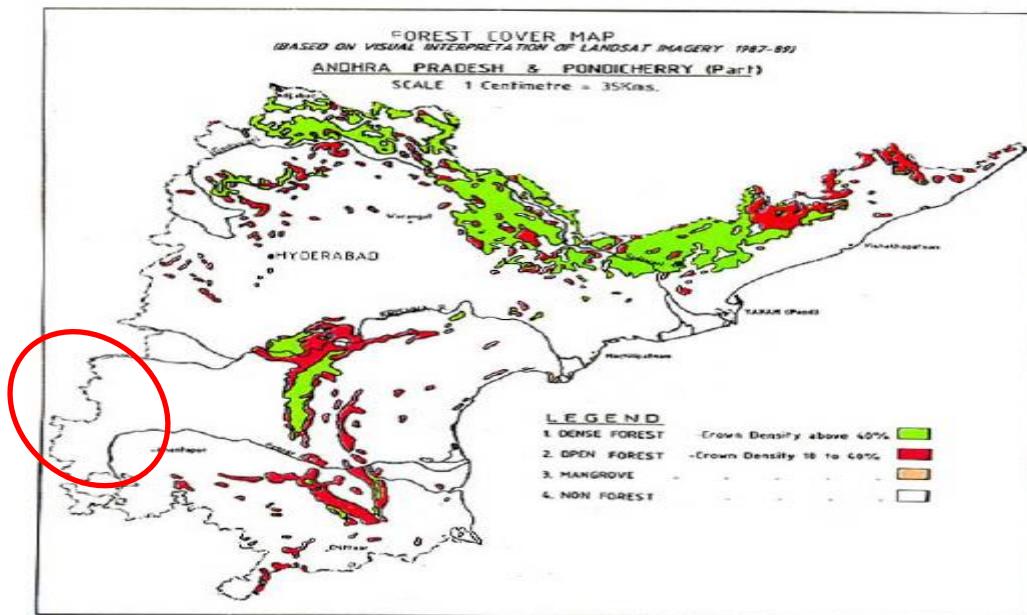 FOREST COVER MAP
(BASED ON VISUAL INTERPRETATION OF LANDSAT IMAGERY 1987-89)
ANDHRA PRADESH & PONDICHERRY (Part)
SCALE 1 Centimetre = 35Kms.
Warangal
HYDERABAD
Vishakhapatnam
YANAM (Pond)
Machilipatnam
LEGEND
1. DENSE FOREST -Crown Density above 40%
2. OPEN FOREST -Crown Density 10 to 40%
3. MANGROVE - - - -
4. NON FOREST - - - -
Chittoor